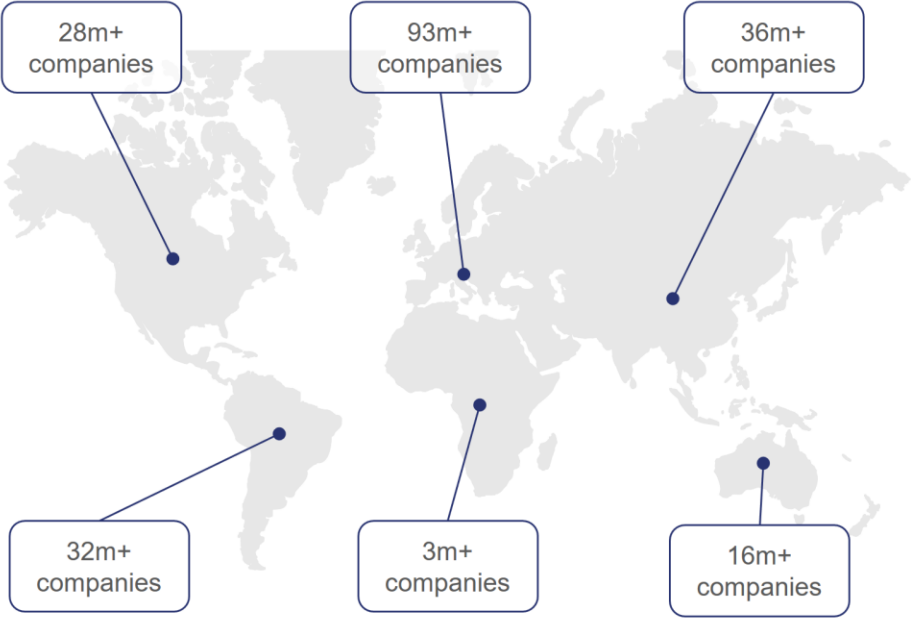 28m+
companies
93m+
companies
36m+
companies
32m+
companies
3m+
companies
16m+
companies